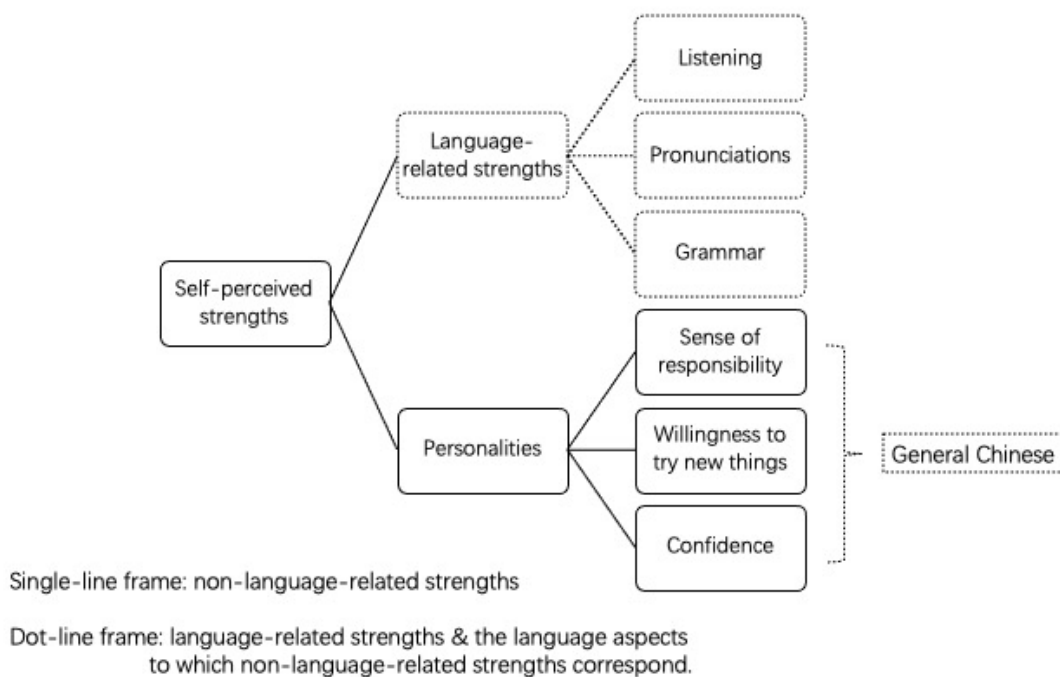 Self-perceived
strengths
Language-
related strengths
Listening
Pronunciations
Grammar
Personalities
Sense of
responsibility
Willingness to
try new things
Confidence
General Chinese
Single-line frame: non-language-related strengths
Dot-line frame: language-related strengths & the language aspects
to which non-language-related strengths correspond.